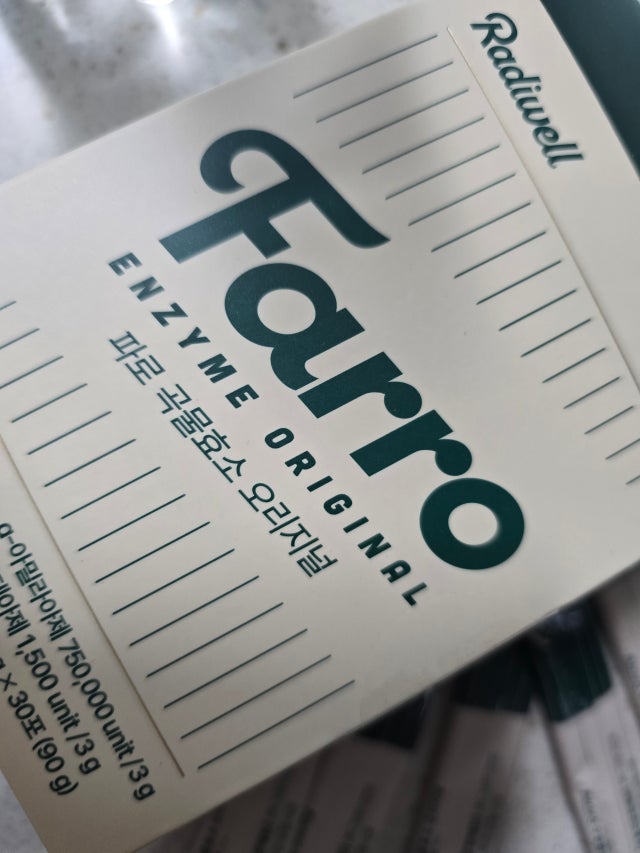 Radiwell
Farro
ENZYME ORIGINAL
파로 곡물효소 오리지널
α-아밀라아제 750,000 unit / 3 g
1,500 unit / 3 g
g × 30포 (90 g)